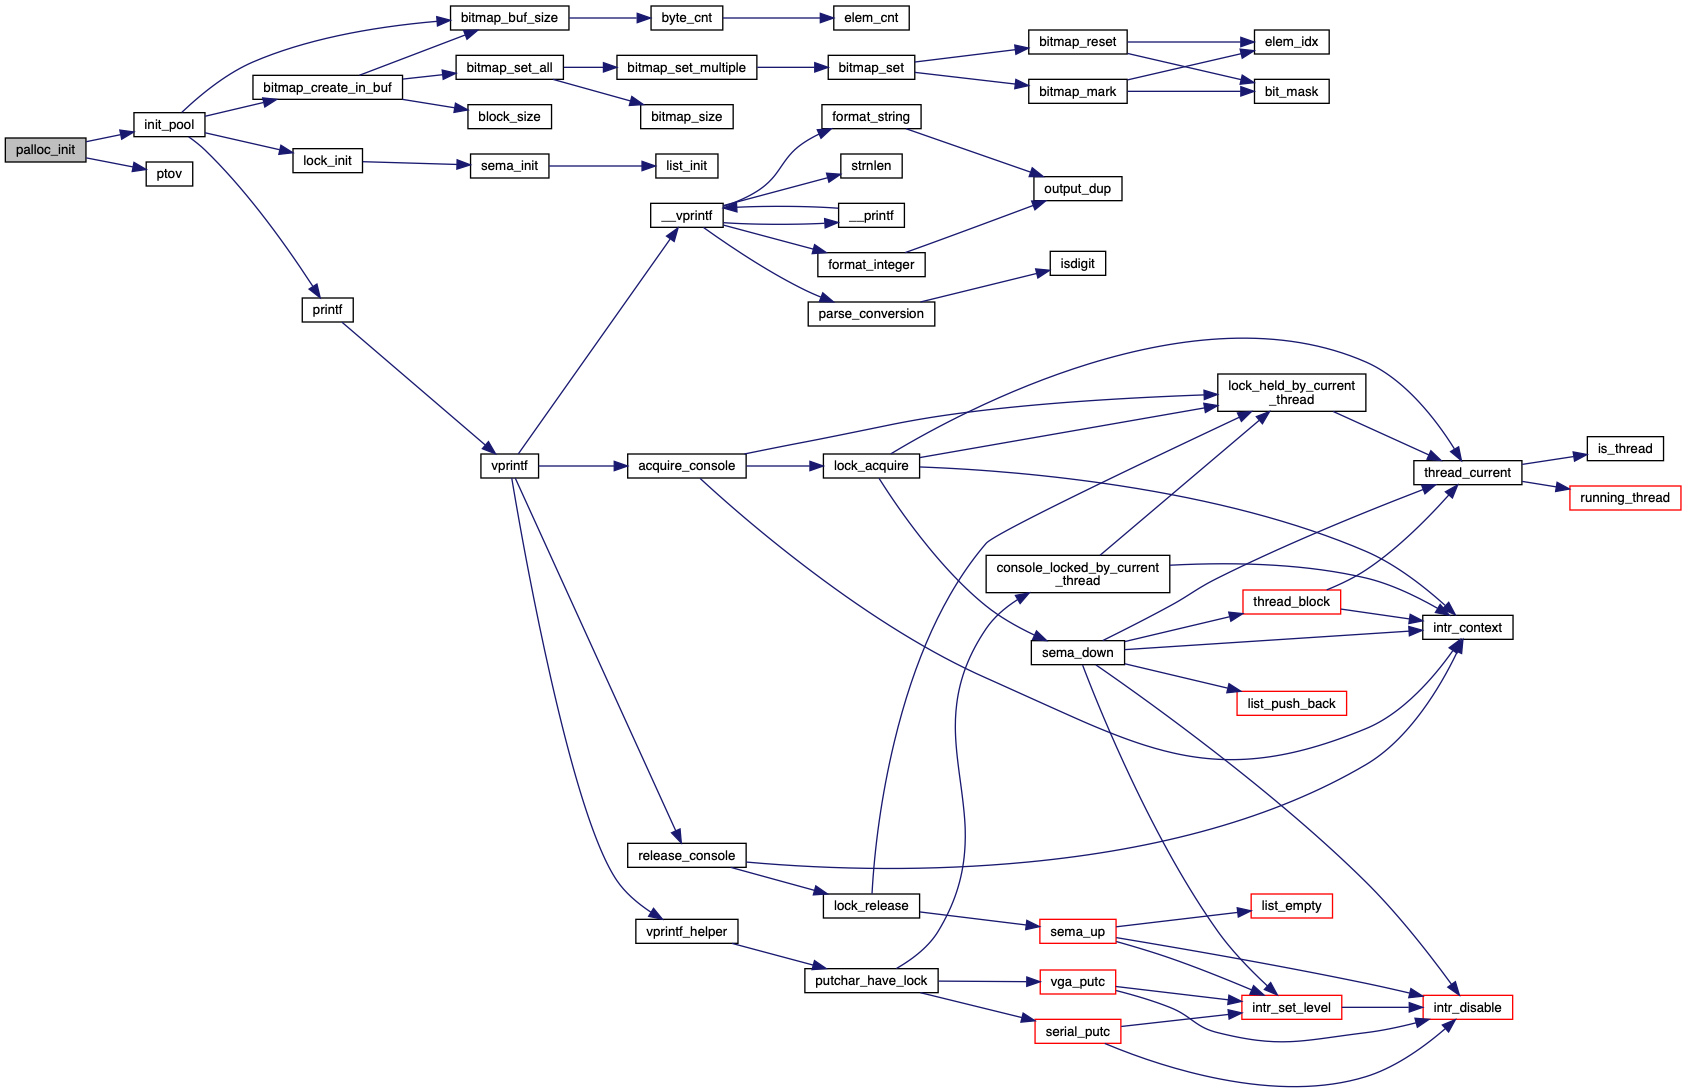 palloc_init
init_pool
ptov
bitmap_buf_size
bitmap_create_in_buf
lock_init
printf
byte_cnt
elem_cnt
bitmap_set_all
block_size
bitmap_set_multiple
bitmap_size
bitmap_set
bitmap_reset
bitmap_mark
elem_idx
bit_mask
sema_init
list_init
vprintf
__vprintf
format_string
strnlen
__printf
format_integer
parse_conversion
output_dup
isdigit
acquire_console
lock_acquire
lock_held_by_current
_thread
console_locked_by_current
_thread
thread_current
is_thread
running_thread
thread_block
intr_context
sema_down
list_push_back
release_console
lock_release
vprintf_helper
putchar_have_lock
sema_up
list_empty
vga_putc
serial_putc
intr_set_level
intr_disable